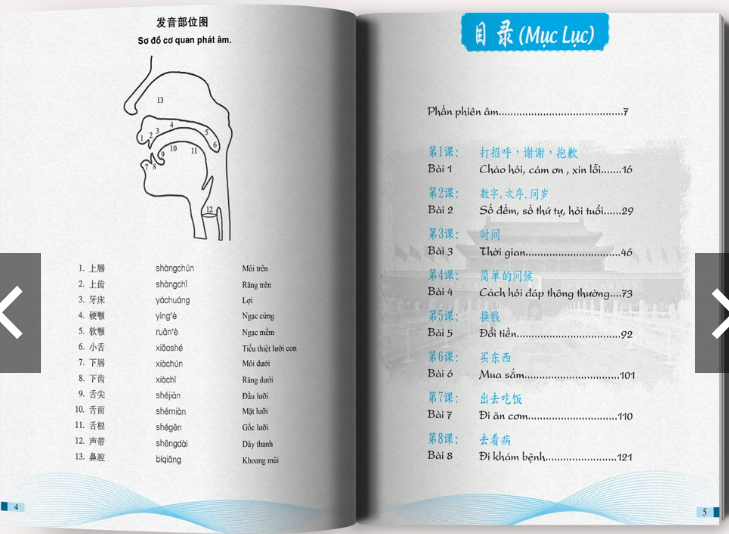 发音部位图
Sơ đồ cơ quan phát âm.
13
1 2 3 4 5 6
7 8 9 10 11
12
1. 上唇 shàngchún Môi trên
2. 上齿 shàngchǐ Răng trên
3. 牙床 yáchuáng Lợi
4. 硬颚 yìng'è Ngạc cứng
5. 软颚 ruǎn'è Ngạc mềm
6. 小舌 xiǎoshé Tiểu thiệt lưỡi con
7. 下唇 xiàchún Môi dưới
8. 下齿 xiàchǐ Răng dưới
9. 舌尖 shéjiān Đầu lưỡi
10. 舌面 shémiàn Mặt lưỡi
11. 舌根 shégēn Gốc lưỡi
12. 声带 shēngdài Dây thanh
13. 鼻腔 bíqiāng Khoang mũi
4
目录 (Mục Lục)
Phần phiên âm.......................................7
第1课: 打招呼，谢谢，抱歉
Bài 1 Chào hỏi, cám ơn , xin lỗi.......16
第2课: 数字,次序,问岁
Bài 2 Số đếm, số thứ tự, hỏi tuổi.......29
第3课: 时间
Bài 3 Thời gian..............................46
第4课: 简单的问候
Bài 4 Cách hỏi đáp thông thường....73
第5课: 换钱
Bài 5 Đổi tiền.................................92
第6课: 买东西
Bài 6 Mua sắm..............................101
第7课: 出去吃饭
Bài 7 Đi ăn cơm............................110
第8课: 去看病
Bài 8 Đi khám bệnh.......................121
5